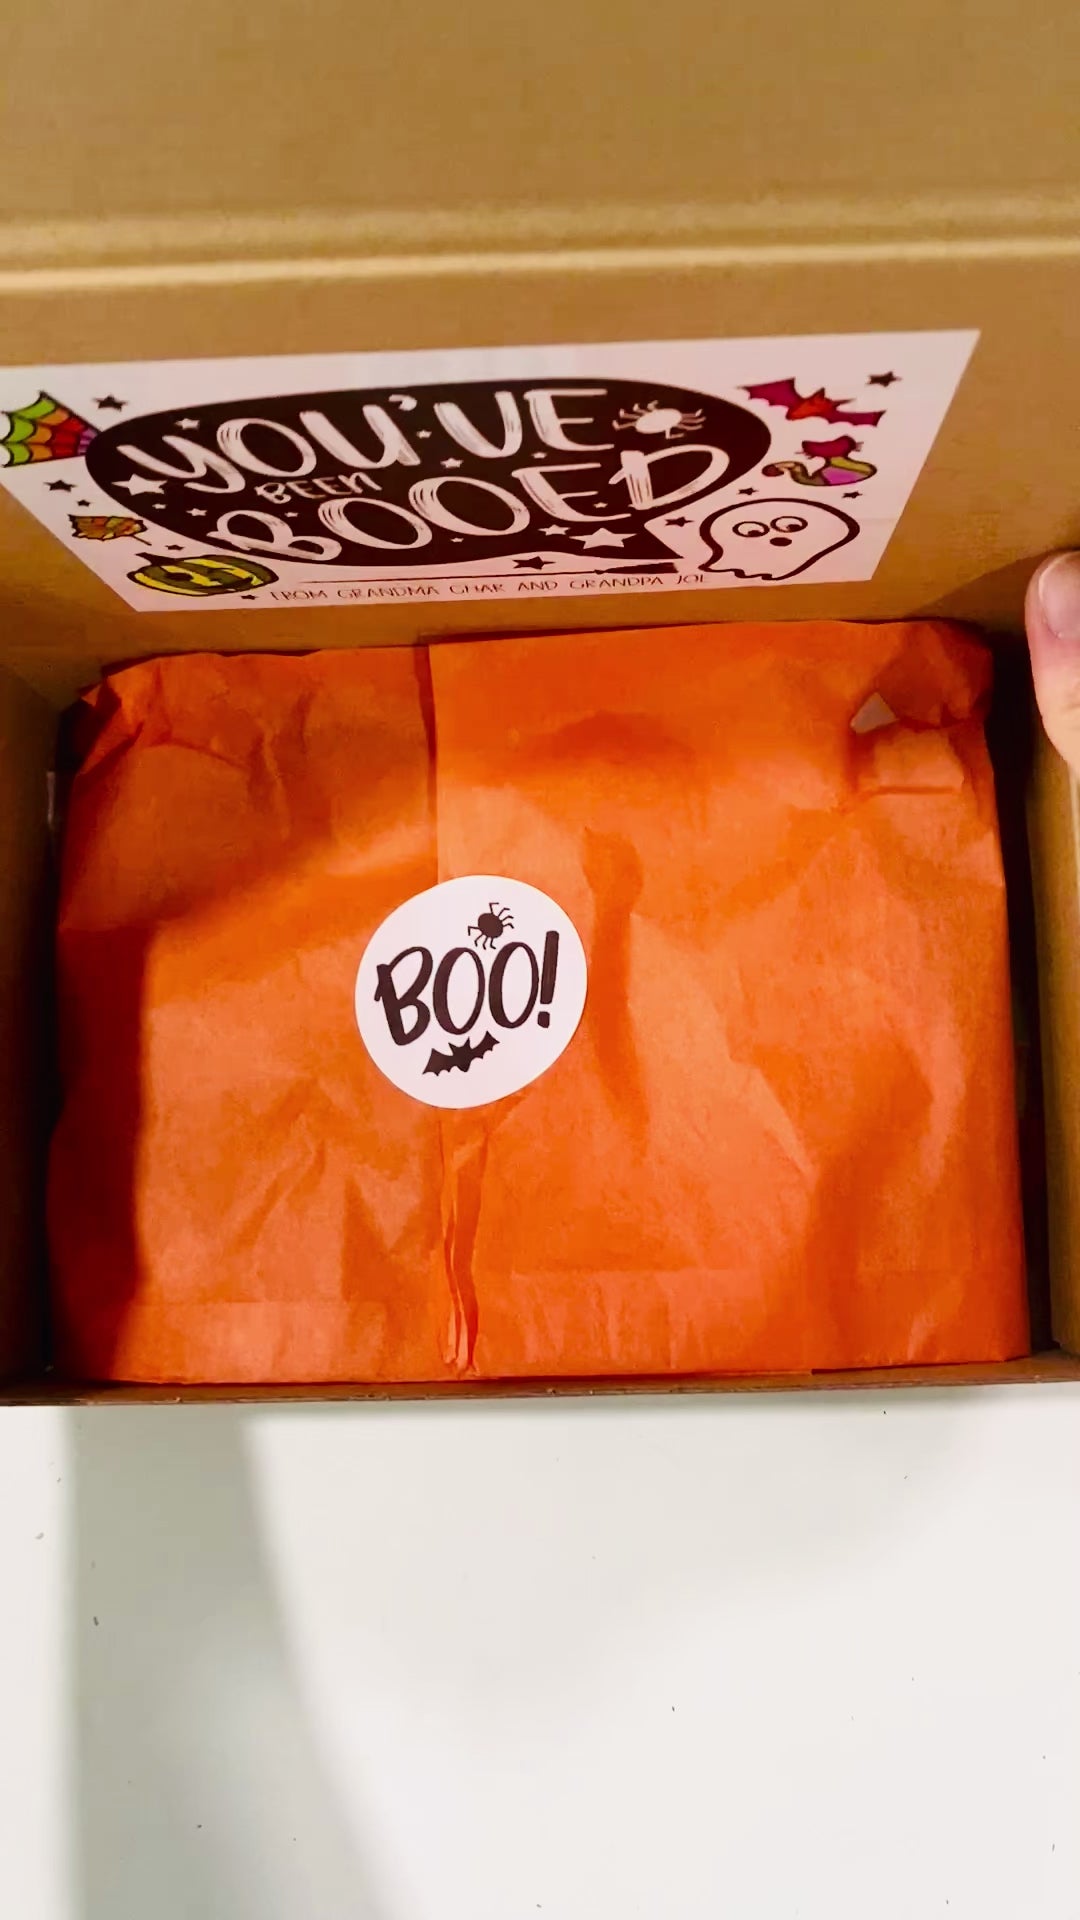 YOU'VE
BEEN
BOOED
FROM GRANDMA CHAR AND GRANDPA JOE
BOO!